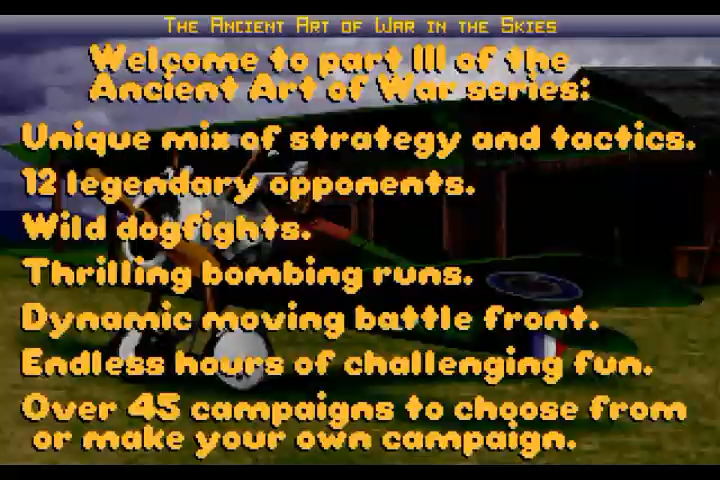 The Ancient Art of War in the Skies
Welcome to part III of the
Ancient Art of War series:
Unique mix of strategy and tactics.
12 legendary opponents.
Wild dogfights.
Thrilling bombing runs.
Dynamic moving battle front.
Endless hours of challenging fun.
Over 45 campaigns to choose from
or make your own campaign.